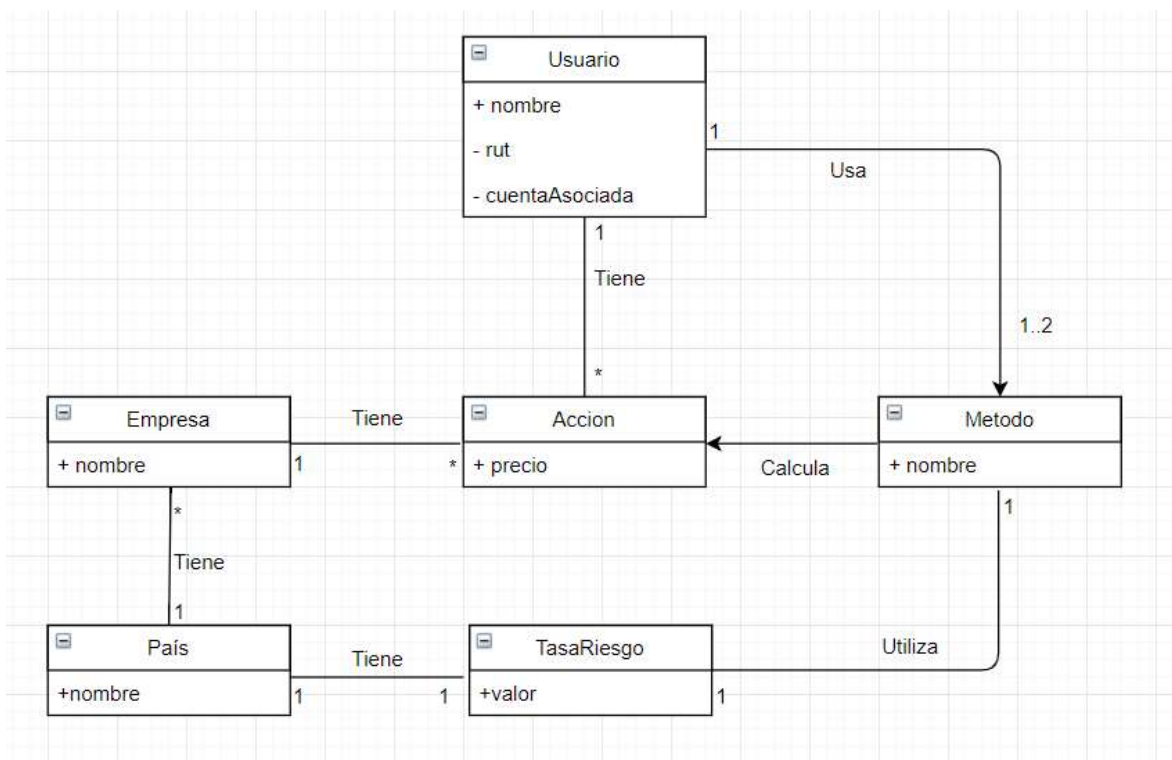 Usuario
+ nombre
- rut
- cuentaAsociada
1
Usa
1
Tiene
1..2
*
Empresa
Tiene
Accion
Metodo
+ nombre
1
*
+ precio
Calcula
+ nombre
*
1
Tiene
1
País
Tiene
TasaRiesgo
Utiliza
+nombre
1
1
+valor
1